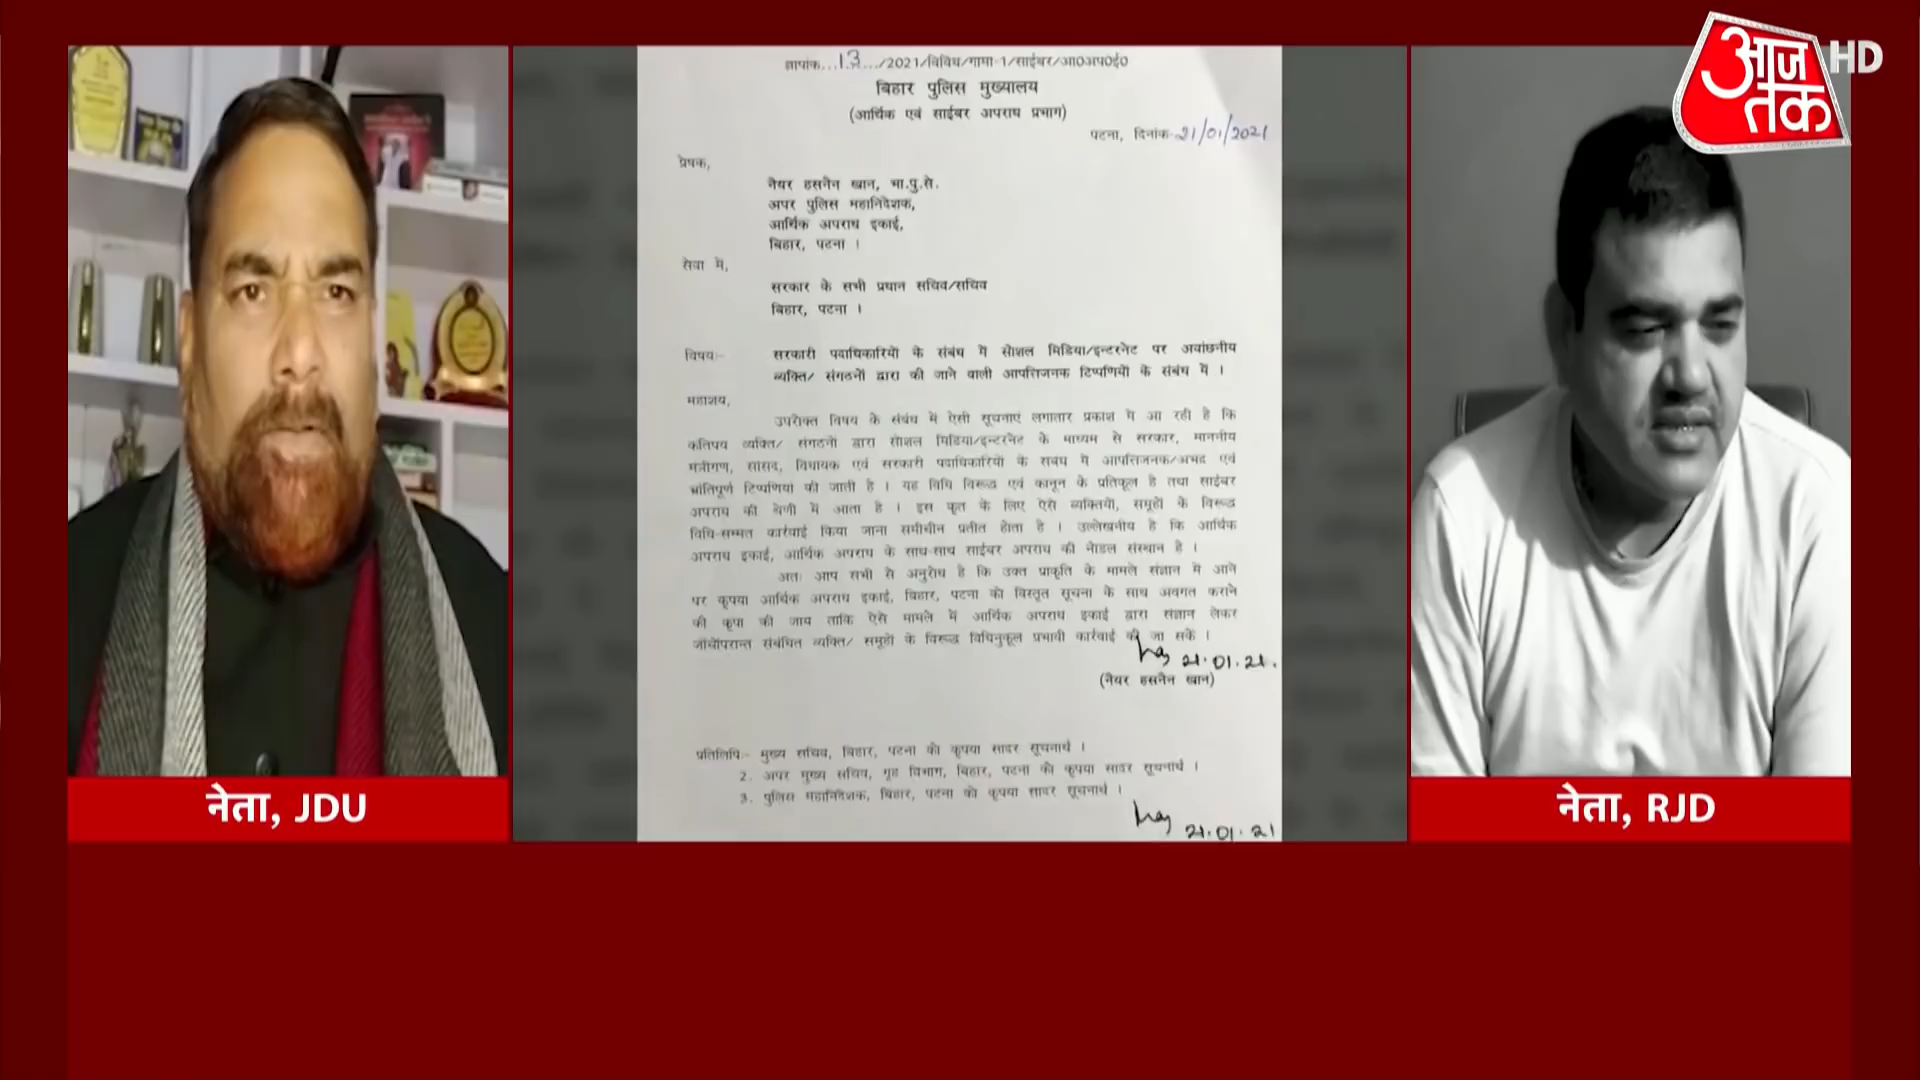 आज
तक
HD
ज्ञापांक...13.../2021/विविध/गामा-1/साईबर/आ0अप0ई0
बिहार पुलिस मुख्यालय
(आर्थिक एवं साईबर अपराध प्रभाग)
पटना, दिनांक-21/01/2021
प्रेषक,
नैयर हसनैन खान, भा.पु.से.
अपर पुलिस महानिदेशक,
आर्थिक अपराध इकाई,
बिहार, पटना ।
सेवा में,
सरकार के सभी प्रधान सचिव/सचिव
बिहार, पटना ।
विषय:- सरकारी पदाधिकारियों के संबंध में सोशल मिडिया/इन्टरनेट पर अवांछनीय
व्यक्ति/ संगठनों द्वारा की जाने वाली आपत्तिजनक टिप्पणियों के संबंध में ।
महाशय,
उपरोक्त विषय के संबंध में ऐसी सूचनाएं लगातार प्रकाश में आ रही है कि
कतिपय व्यक्ति/ संगठनों द्वारा सोशल मिडिया/इन्टरनेट के माध्यम से सरकार, माननीय
मंत्रीगण, सांसद, विधायक एवं सरकारी पदाधिकारियों के संबंध में आपत्तिजनक/अभद्र एवं
भ्रांतिपूर्ण टिप्पणियां की जाती है । यह विधि विरूद्ध एवं कानून के प्रतिकूल है तथा साईबर
अपराध की श्रेणी में आता है । इस कृत के लिए ऐसे व्यक्तियों, समूहों के विरूद्ध
विधि-सम्मत कार्रवाई किया जाना समीचीन प्रतीत होता है । उल्लेखनीय है कि आर्थिक
अपराध इकाई, आर्थिक अपराध के साथ-साथ साईबर अपराध की नोडल संस्थान है ।
अतः आप सभी से अनुरोध है कि उक्त प्राकृति के मामले संज्ञान में आने
पर कृपया आर्थिक अपराध इकाई, बिहार, पटना को विस्तृत सूचना के साथ अवगत कराने
की कृपा की जाय ताकि ऐसे मामले में आर्थिक अपराध इकाई द्वारा संज्ञान लेकर
जाँचोपरान्त संबंधित व्यक्ति/ समूहों के विरूद्ध विधिनुकूल प्रभावी कार्रवाई की जा सके ।
21.01.21.
(नैयर हसनैन खान)
प्रतिलिपि:- मुख्य सचिव, बिहार, पटना को कृपया सादर सूचनार्थ ।
2. अपर मुख्य सचिव, गृह विभाग, बिहार, पटना को कृपया सादर सूचनार्थ ।
3. पुलिस महानिदेशक, बिहार, पटना को कृपया सादर सूचनार्थ ।
21.01.21
नेता, JDU
नेता, RJD